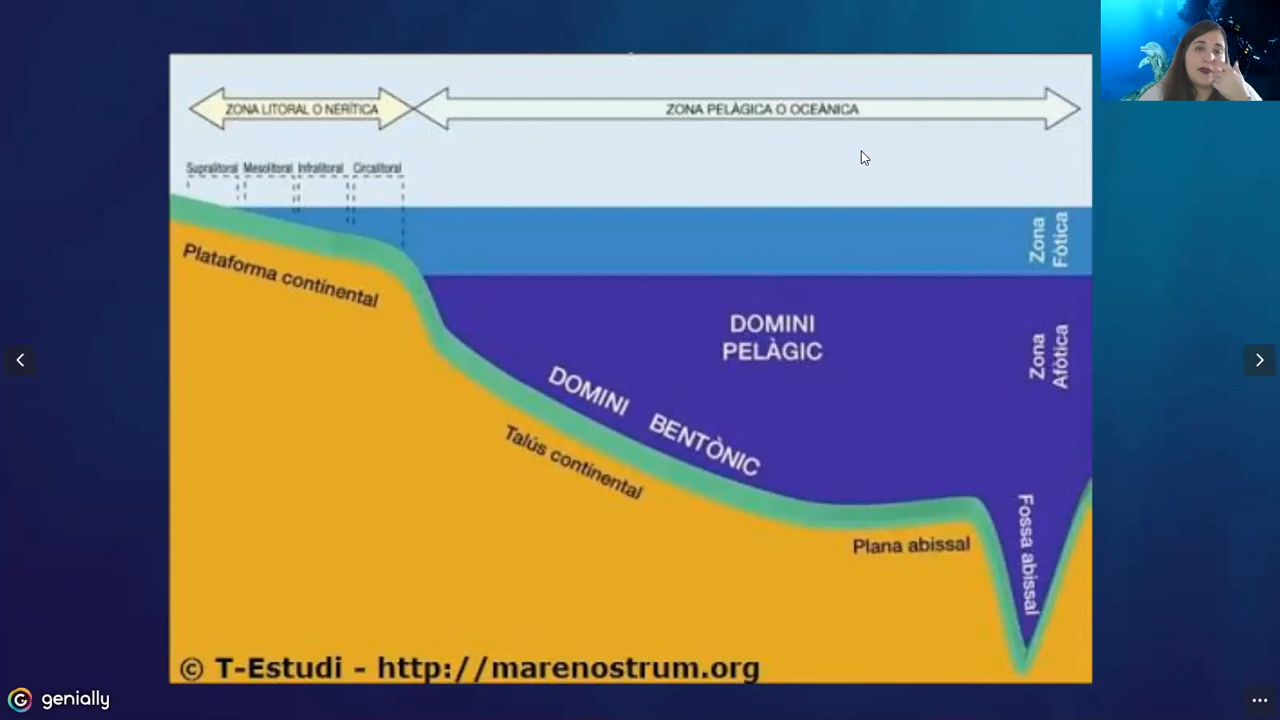 ZONA LITORAL O NERÍTICA
ZONA PELÀGICA O OCEÀNICA
Supralitoral Mesolitoral Infralitoral Circalitoral
Zona
Fòtica
Plataforma continental
DOMINI
PELÀGIC
Zona
Afòtica
DOMINI BENTÒNIC
Talús continental
Plana abissal
Fossa abissal
© T-Estudi - http://marenostrum.org
genially